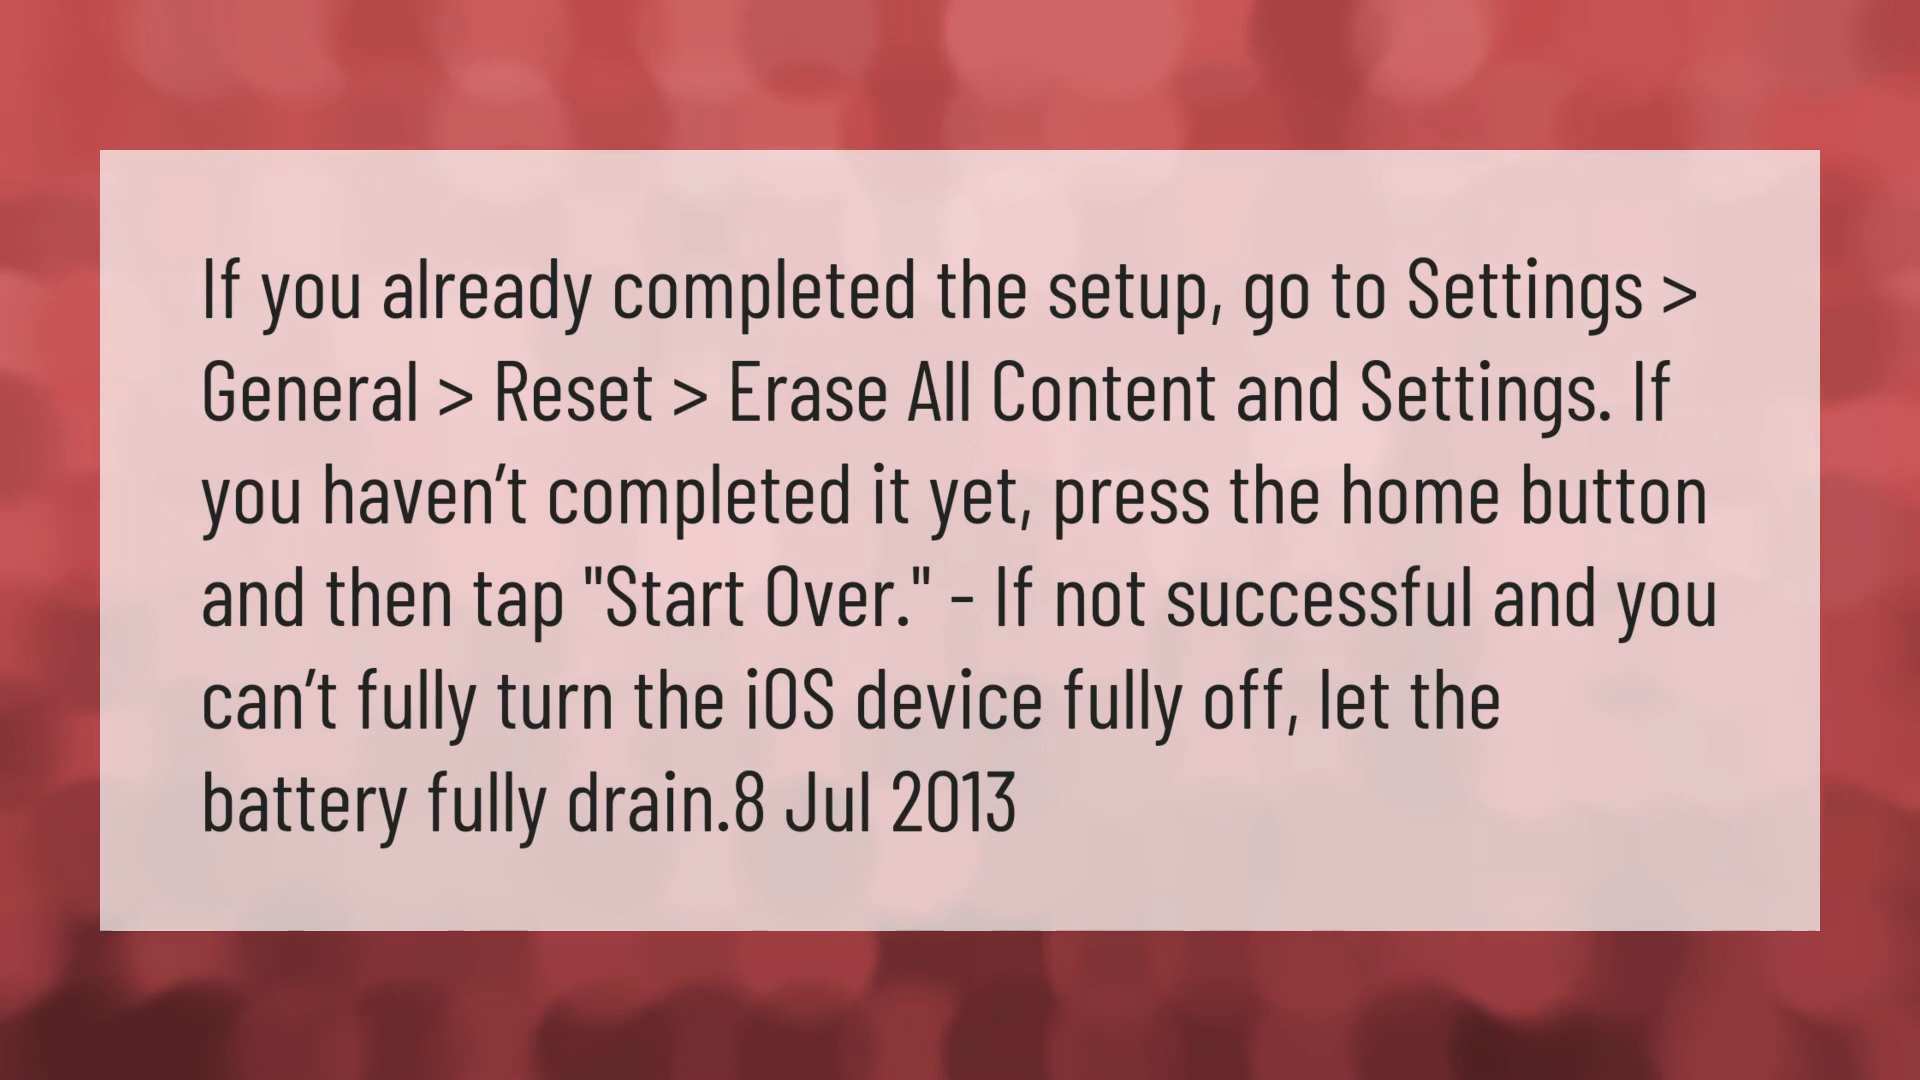 If you already completed the setup, go to Settings >
General > Reset > Erase All Content and Settings. If
you haven’t completed it yet, press the home button
and then tap "Start Over." - If not successful and you
can’t fully turn the iOS device fully off, let the
battery fully drain.8 Jul 2013